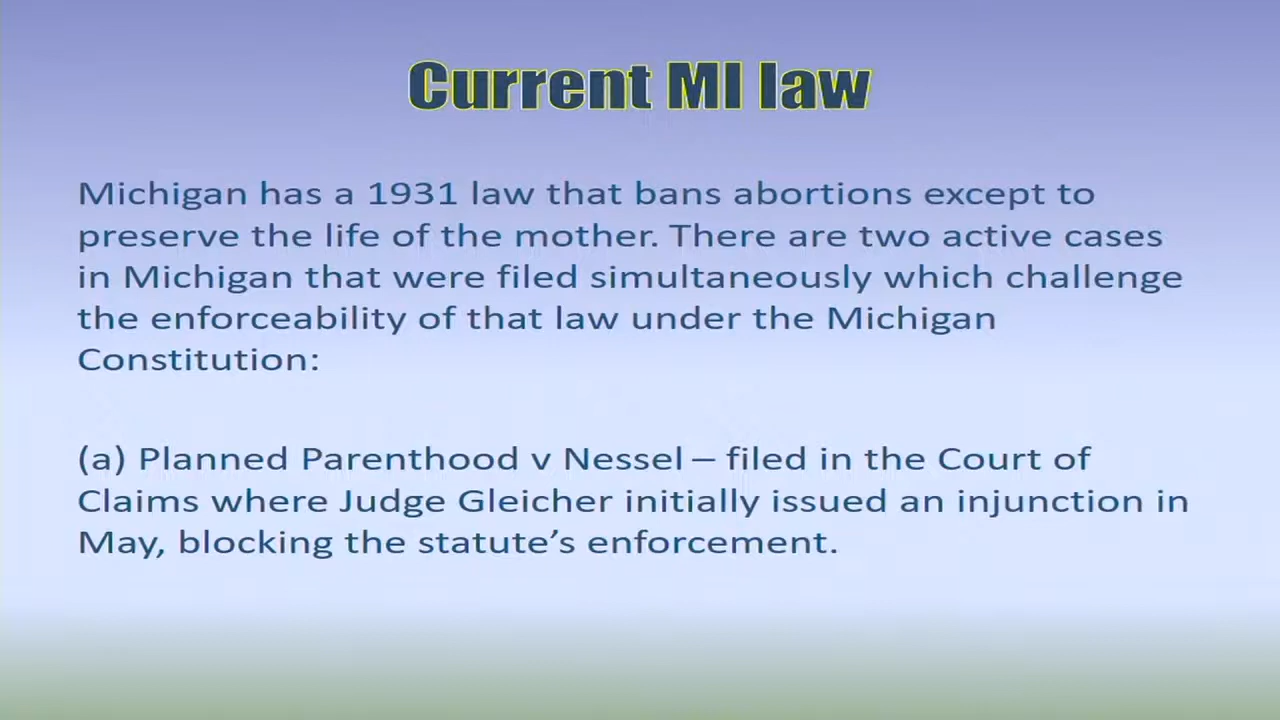 Current MI law
Michigan has a 1931 law that bans abortions except to
preserve the life of the mother. There are two active cases
in Michigan that were filed simultaneously which challenge
the enforceability of that law under the Michigan
Constitution:
(a) Planned Parenthood v Nessel – filed in the Court of
Claims where Judge Gleicher initially issued an injunction in
May, blocking the statute’s enforcement.